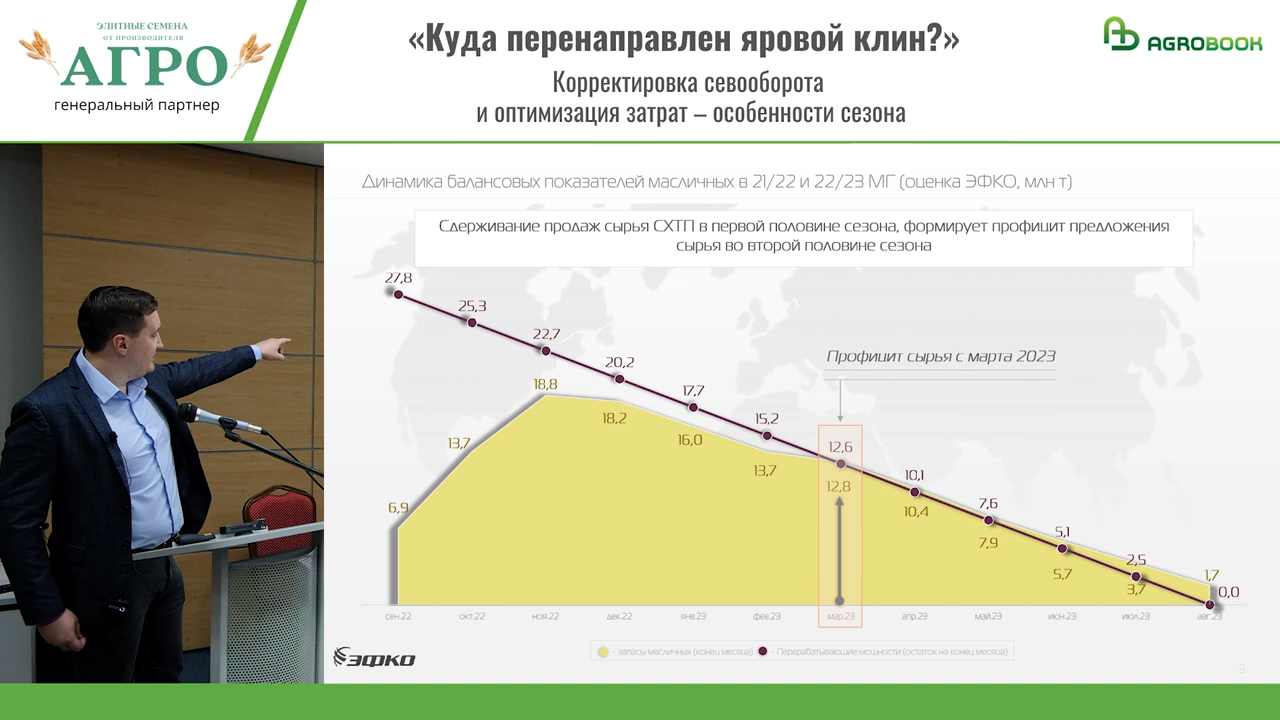 ЭЛИТНЫЕ СЕМЕНА
ОТ ПРОИЗВОДИТЕЛЯ
АГРО
генеральный партнер
«Куда перенаправлен яровой клин?»
Корректировка севооборота
и оптимизация затрат – особенности сезона
AGROBOOK
Динамика балансовых показателей масличных в 21/22 и 22/23 МГ (оценка ЭФКО, млн т)
Сдерживание продаж сырья СХТП в первой половине сезона, формирует профицит предложения
сырья во второй половине сезона
27,8
25,3
22,7
20,2
17,7
15,2
12,6
10,1
7,6
5,1
2,5
0,0
Профицит сырья с марта 2023
6,9
13,7
18,8
18,2
16,0
13,7
12,8
10,4
7,9
5,7
3,7
1,7
сен.22 окт.22 ноя.22 дек.22 янв.23 фев.23 мар.23 апр.23 май.23 июн.23 июл.23 авг.23
- запасы масличных (конец месяца) - Перерабатывающие мощности (остаток на конец месяца)
ЭФКО
3